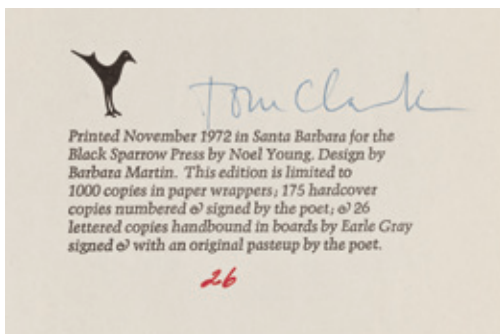 Tom Clark
Printed November 1972 in Santa Barbara for the
Black Sparrow Press by Noel Young. Design by
Barbara Martin. This edition is limited to
1000 copies in paper wrappers; 175 hardcover
copies numbered & signed by the poet; & 26
lettered copies handbound in boards by Earle Gray
signed & with an original pasteup by the poet.
26